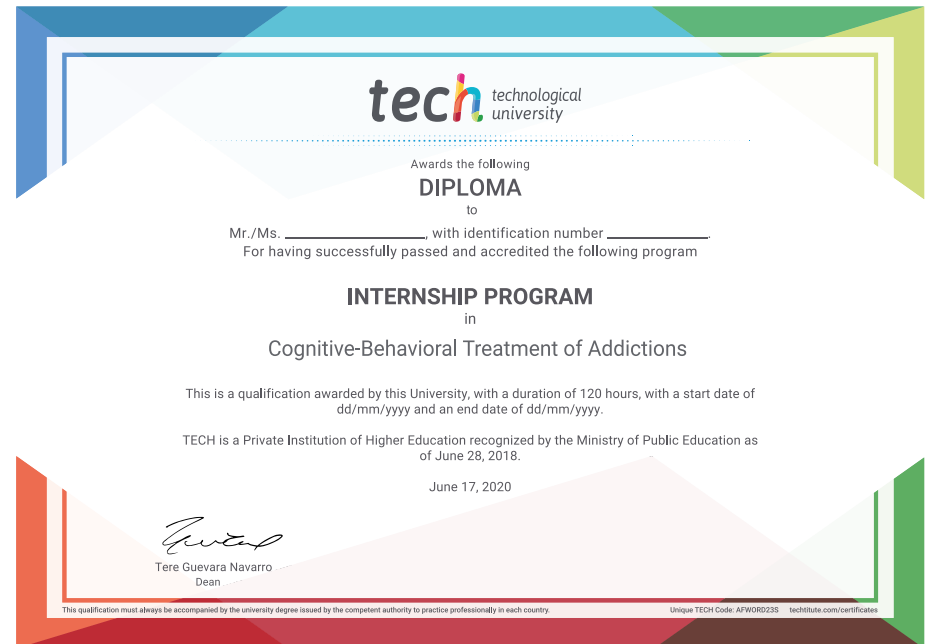 tech technological
university
Awards the following
DIPLOMA
to
Mr./Ms. ____________________, with identification number ______________.
For having successfully passed and accredited the following program
INTERNSHIP PROGRAM
in
Cognitive-Behavioral Treatment of Addictions
This is a qualification awarded by this University, with a duration of 120 hours, with a start date of
dd/mm/yyyy and an end date of dd/mm/yyyy.
TECH is a Private Institution of Higher Education recognized by the Ministry of Public Education as
of June 28, 2018.
June 17, 2020
Tere Guevara Navarro
Dean
This qualification must always be accompanied by the university degree issued by the competent authority to practice professionally in each country. Unique TECH Code: AFWORD23S techtitute.com/certificates